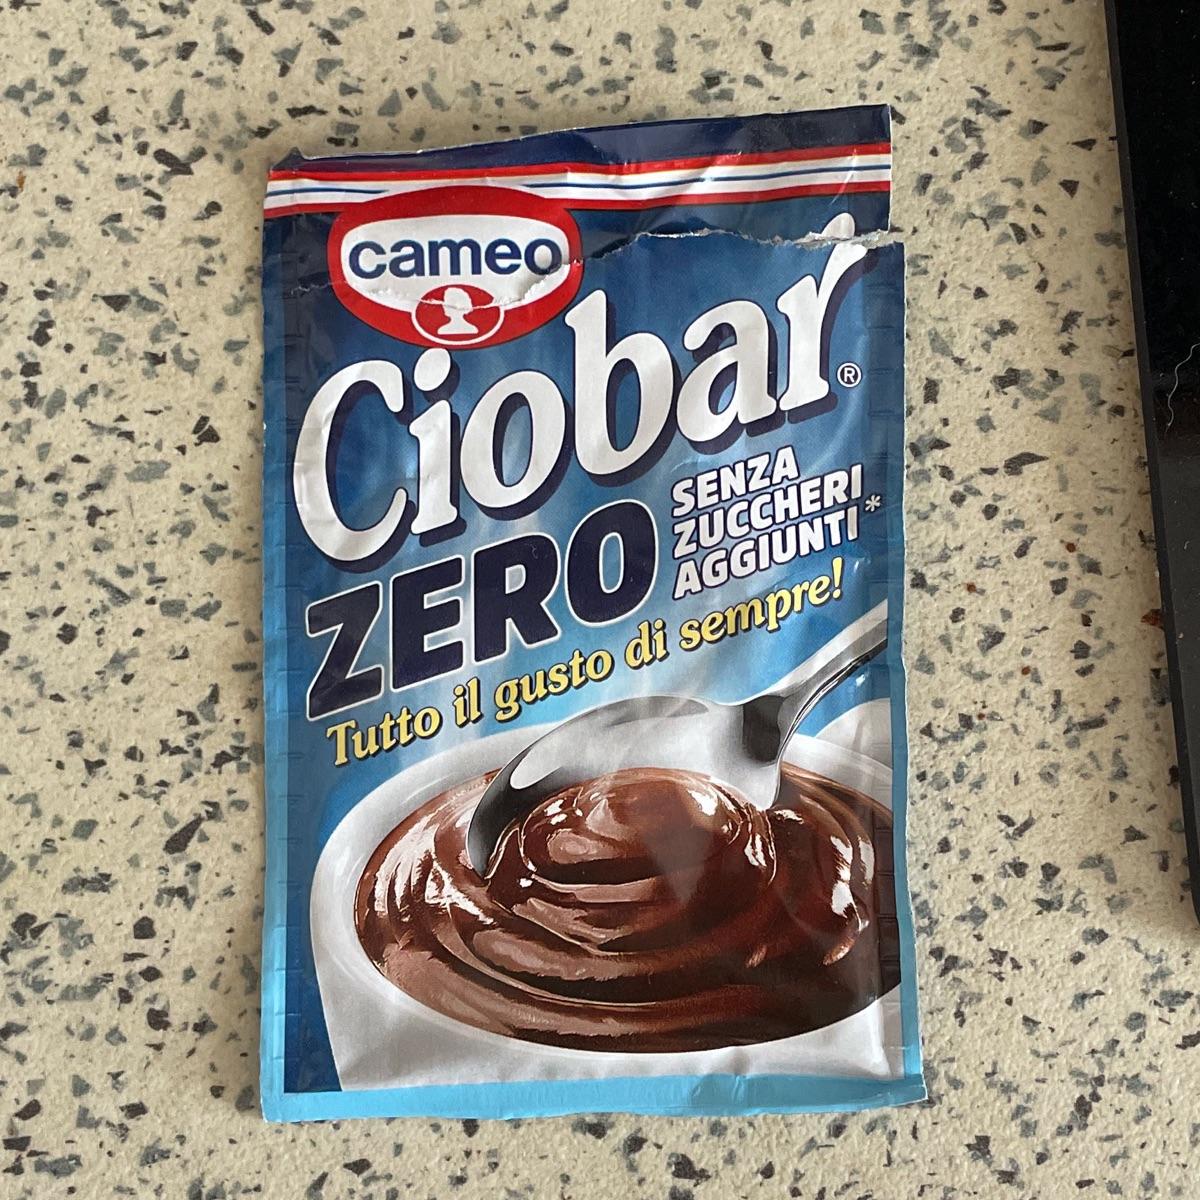 cameo
Ciobar®
ZERO
SENZA
ZUCCHERI
AGGIUNTI*
Tutto il gusto di sempre!